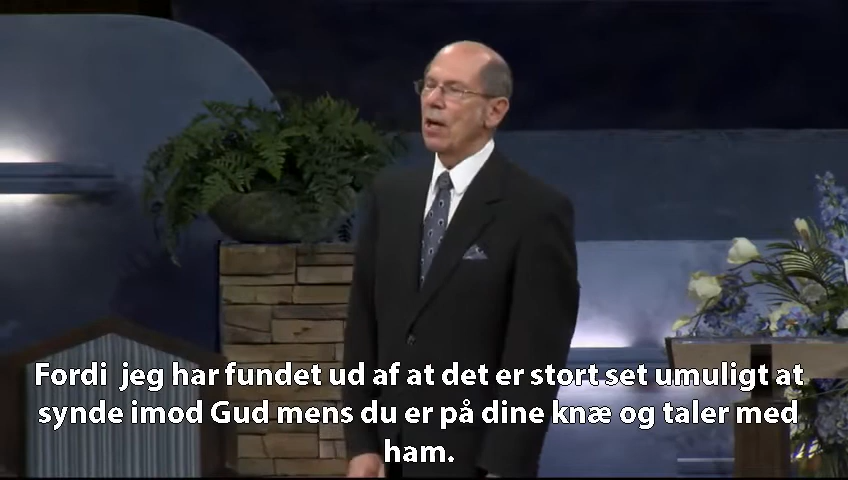 Fordi  jeg har fundet ud af at det er stort set umuligt at
synde imod Gud mens du er på dine knæ og taler med
ham.